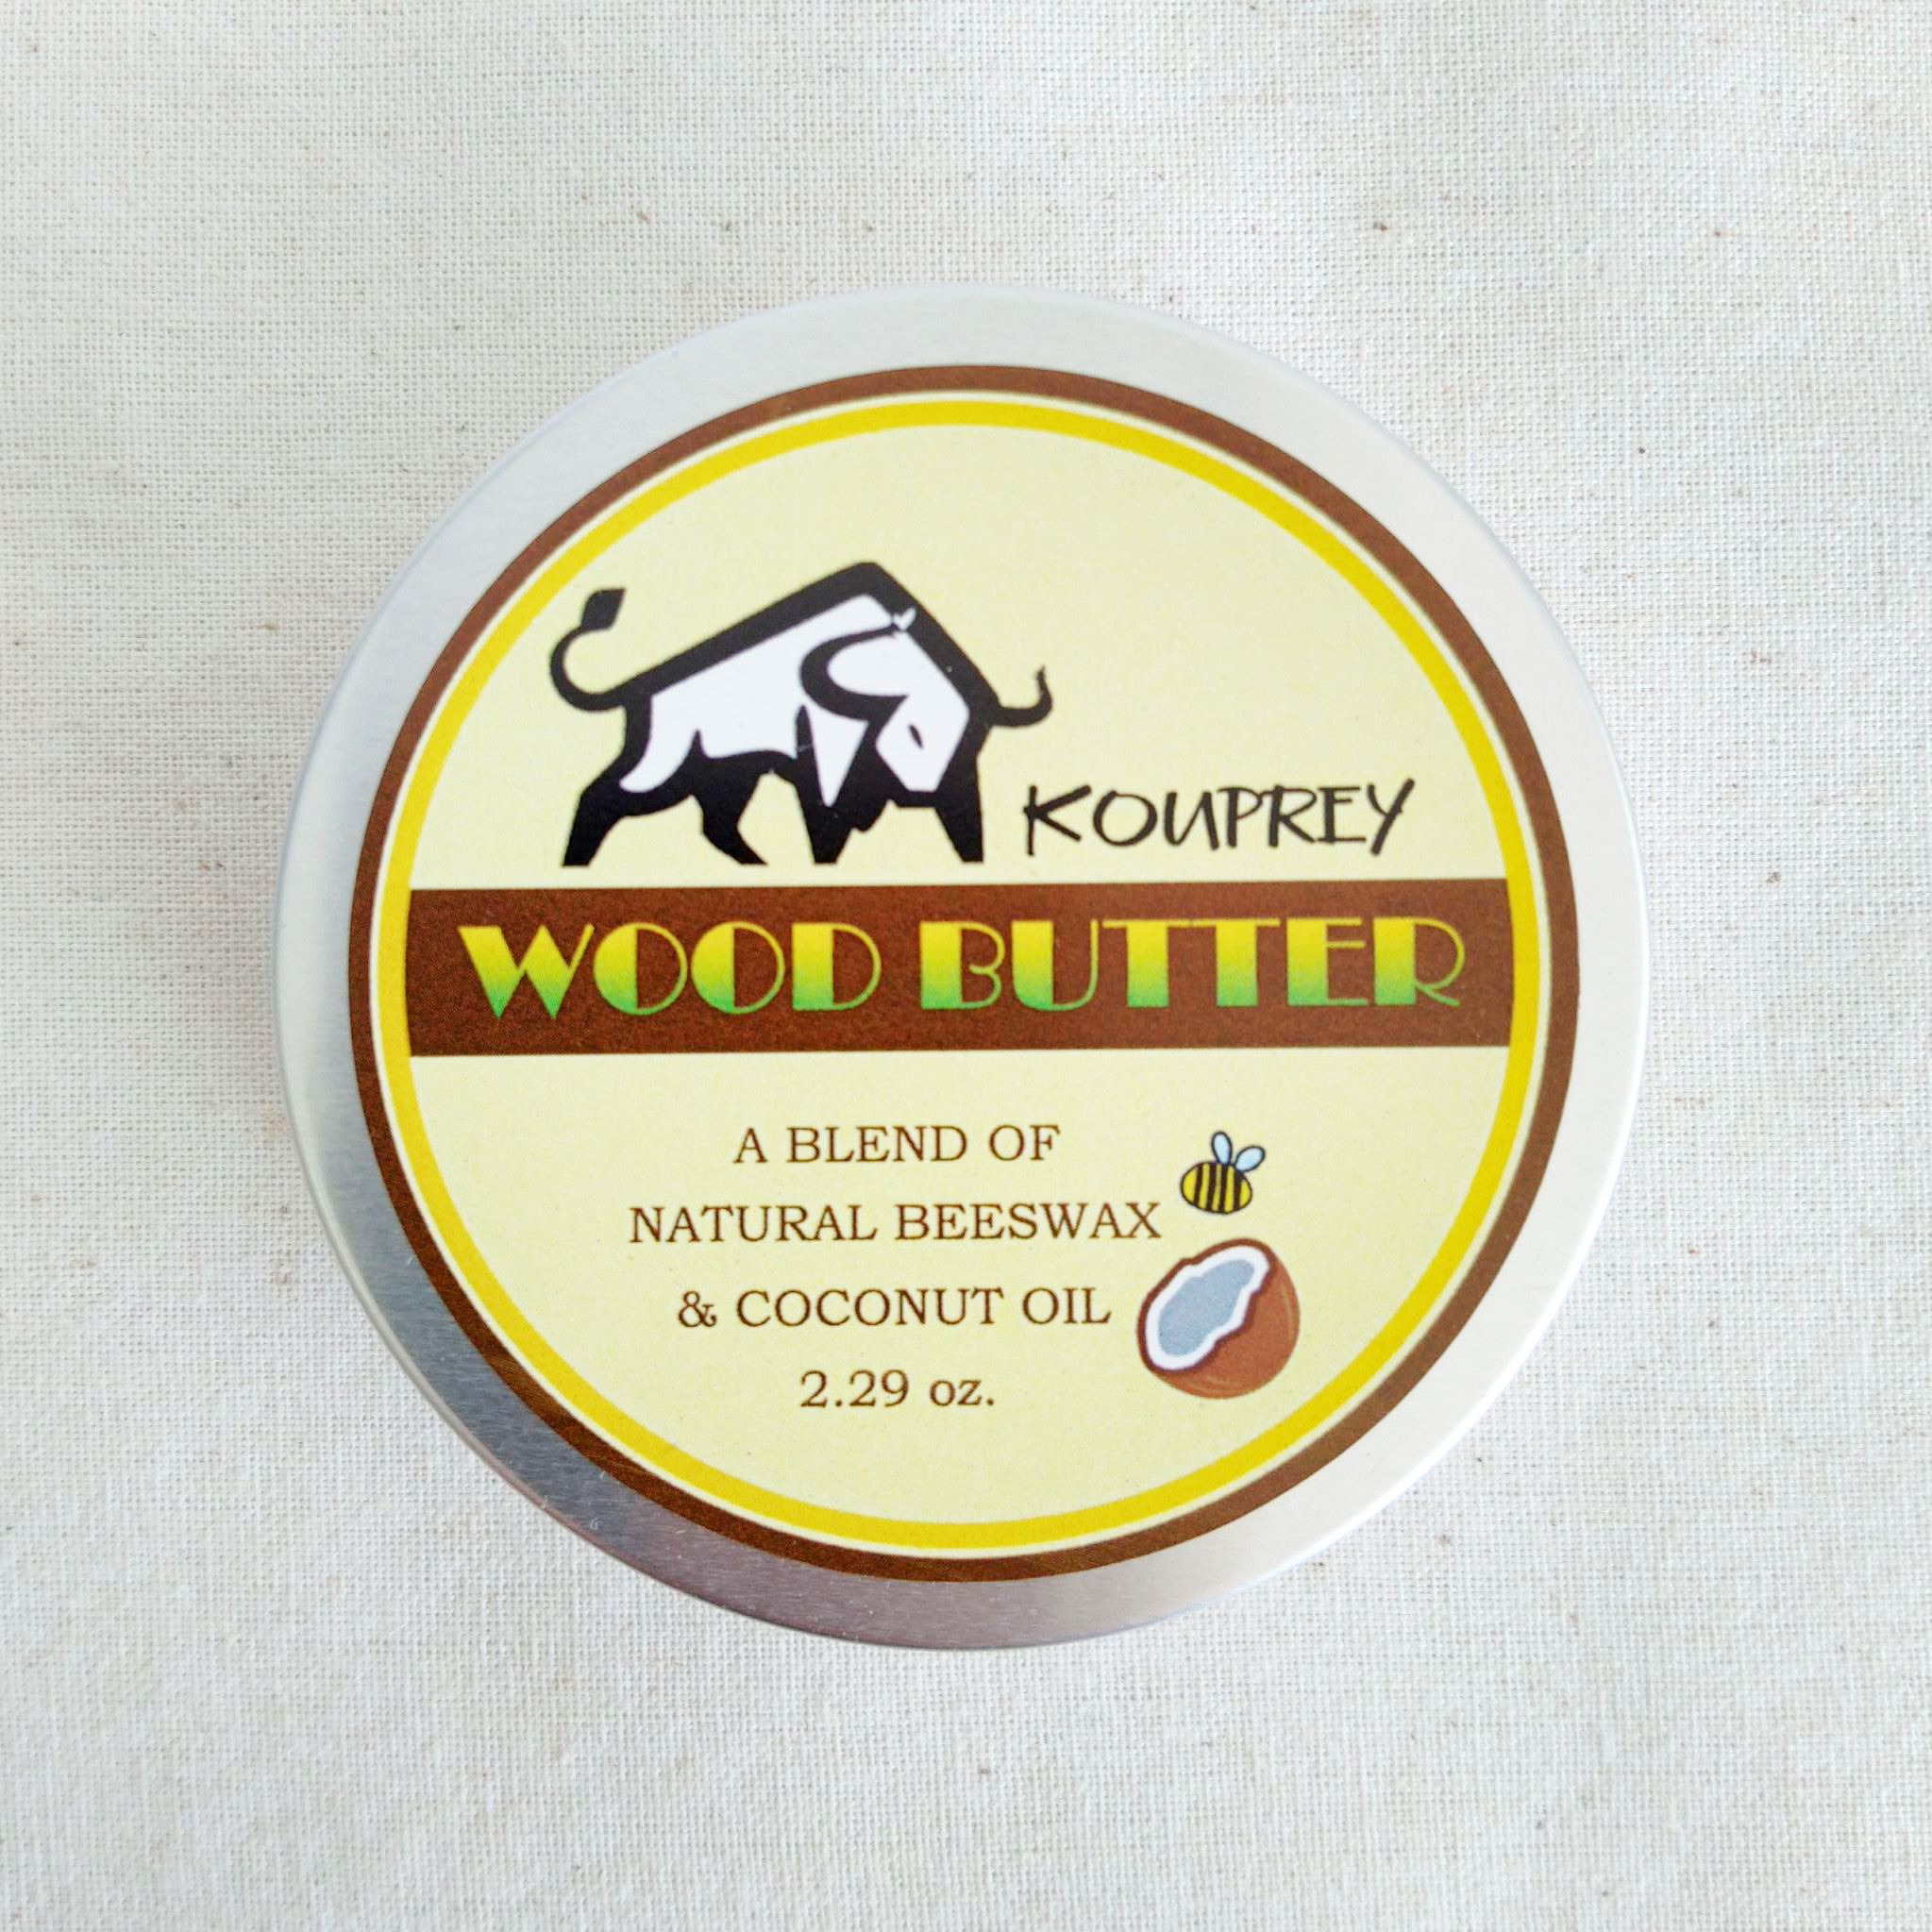 KOUPREY
WOOD BUTTER
A BLEND OF
NATURAL BEESWAX
& COCONUT OIL
2.29 oz.